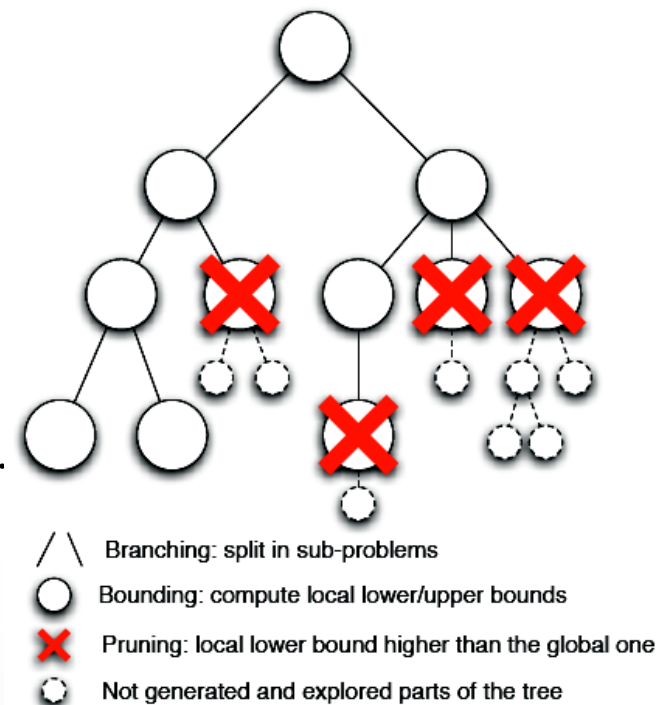 Branching: split in sub-problems
Bounding: compute local lower/upper bounds
Pruning: local lower bound higher than the global one
Not generated and explored parts of the tree